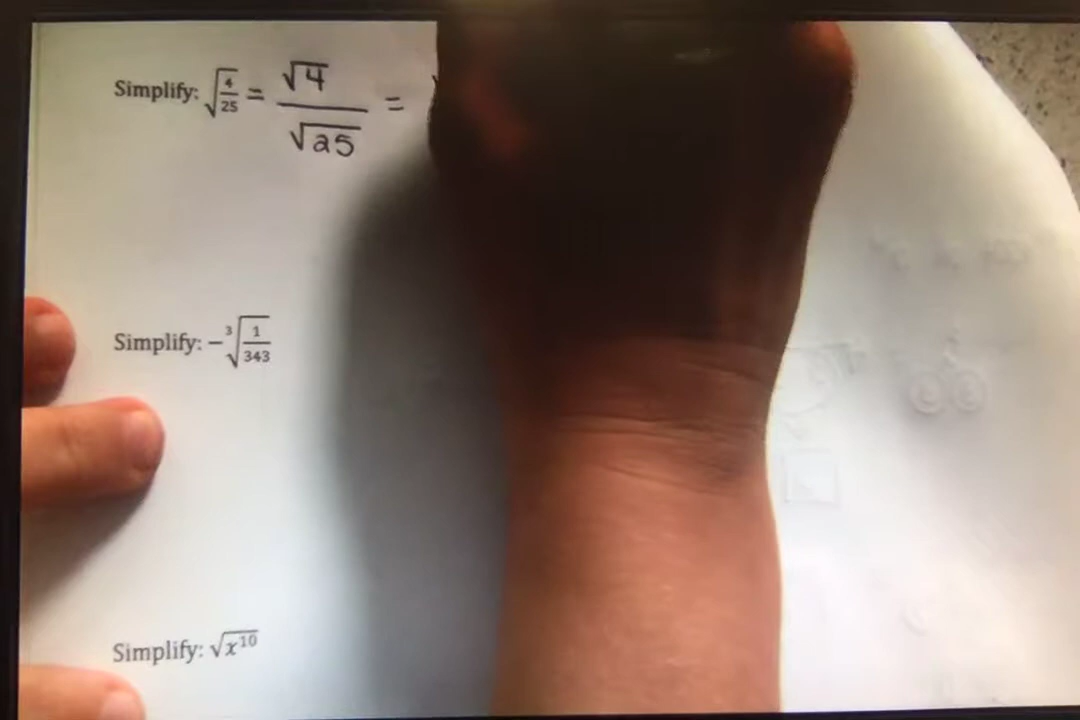 Simplify: √(4/25) = √4/√25 =
Simplify: −∛(1/343)
Simplify: √x¹⁰